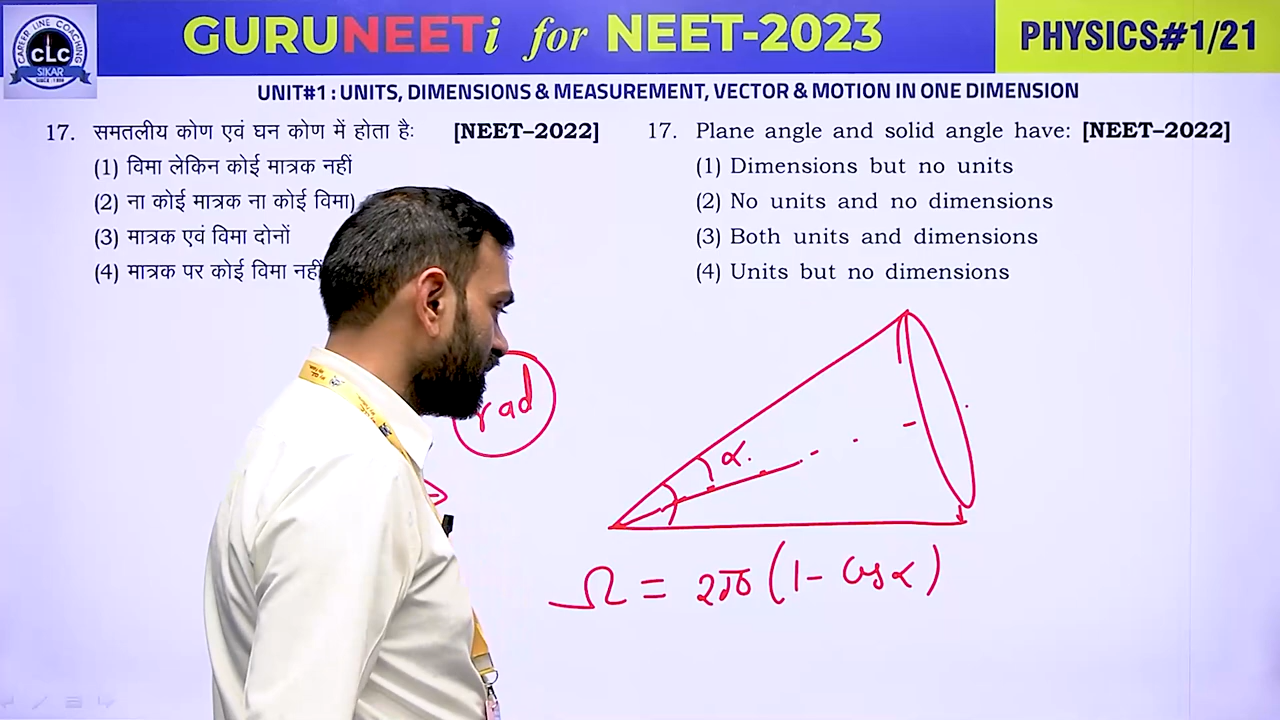 CAREER LINE COACHING
CLC
SIKAR
SINCE : 1996
GURUNEETi for NEET-2023
PHYSICS#1/21
UNIT#1 : UNITS, DIMENSIONS & MEASUREMENT, VECTOR & MOTION IN ONE DIMENSION
17. समतलीय कोण एवं घन कोण में होता है: [NEET–2022]
(1) विमा लेकिन कोई मात्रक नहीं
(2) ना कोई मात्रक ना कोई विमा
(3) मात्रक एवं विमा दोनों
(4) मात्रक पर कोई विमा नहीं
17. Plane angle and solid angle have: [NEET–2022]
(1) Dimensions but no units
(2) No units and no dimensions
(3) Both units and dimensions
(4) Units but no dimensions
rad
α
Ω = 2π (1 - cos α)